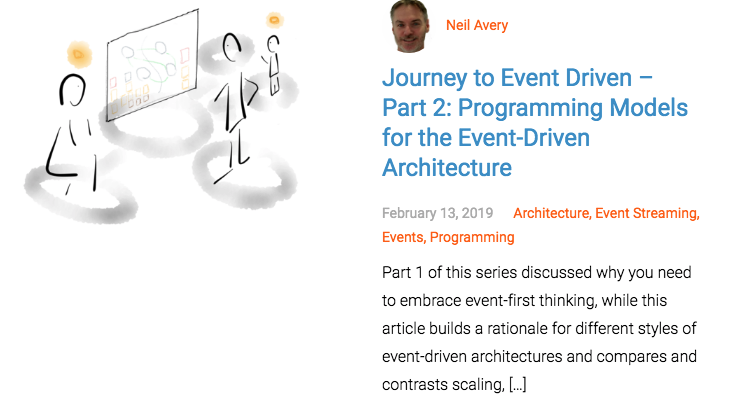 Neil Avery
Journey to Event Driven –
Part 2: Programming Models
for the Event-Driven
Architecture
February 13, 2019 Architecture, Event Streaming,
Events, Programming
Part 1 of this series discussed why you need
to embrace event-first thinking, while this
article builds a rationale for different styles of
event-driven architectures and compares and
contrasts scaling, [...]